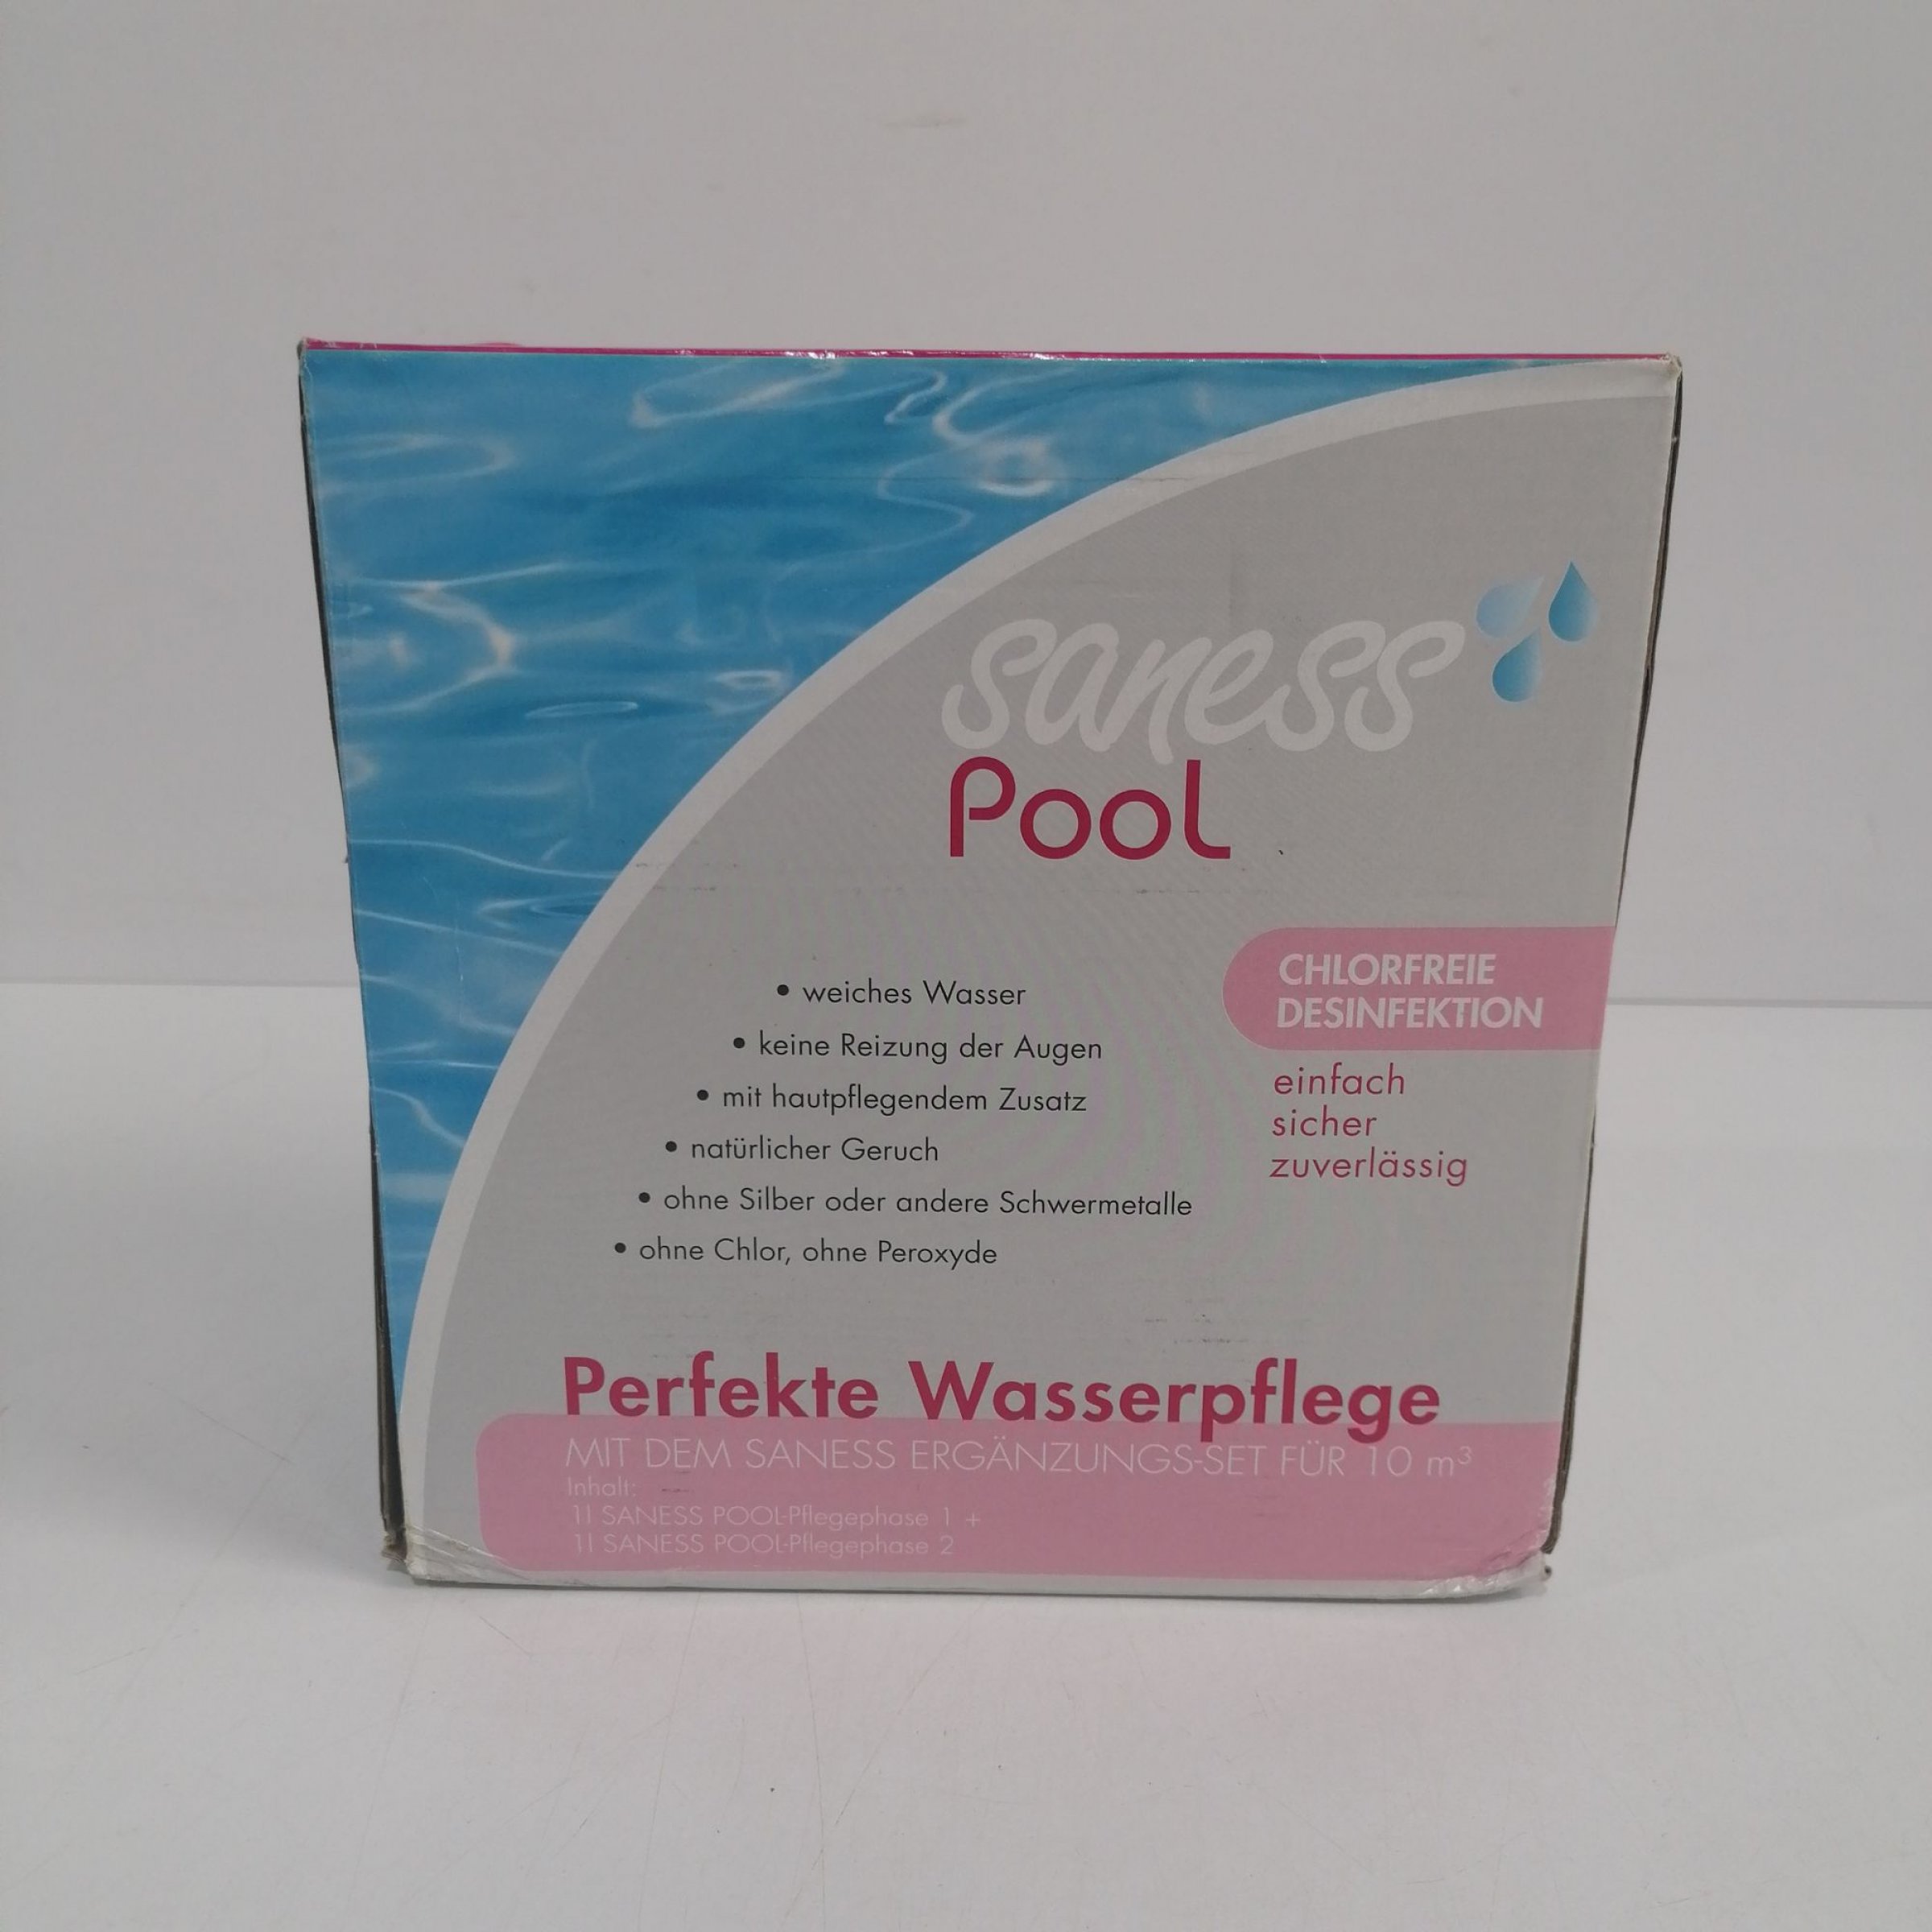 saness
Pool
CHLORFREIE
DESINFEKTION
einfach
sicher
zuverlässig
• weiches Wasser
• keine Reizung der Augen
• mit hautpflegendem Zusatz
• natürlicher Geruch
• ohne Silber oder andere Schwermetalle
• ohne Chlor, ohne Peroxyde
Perfekte Wasserpflege
MIT DEM SANESS ERGÄNZUNGS-SET FÜR 10 m³
Inhalt:
1l SANESS POOL-Pflegephase 1 +
1l SANESS POOL-Pflegephase 2